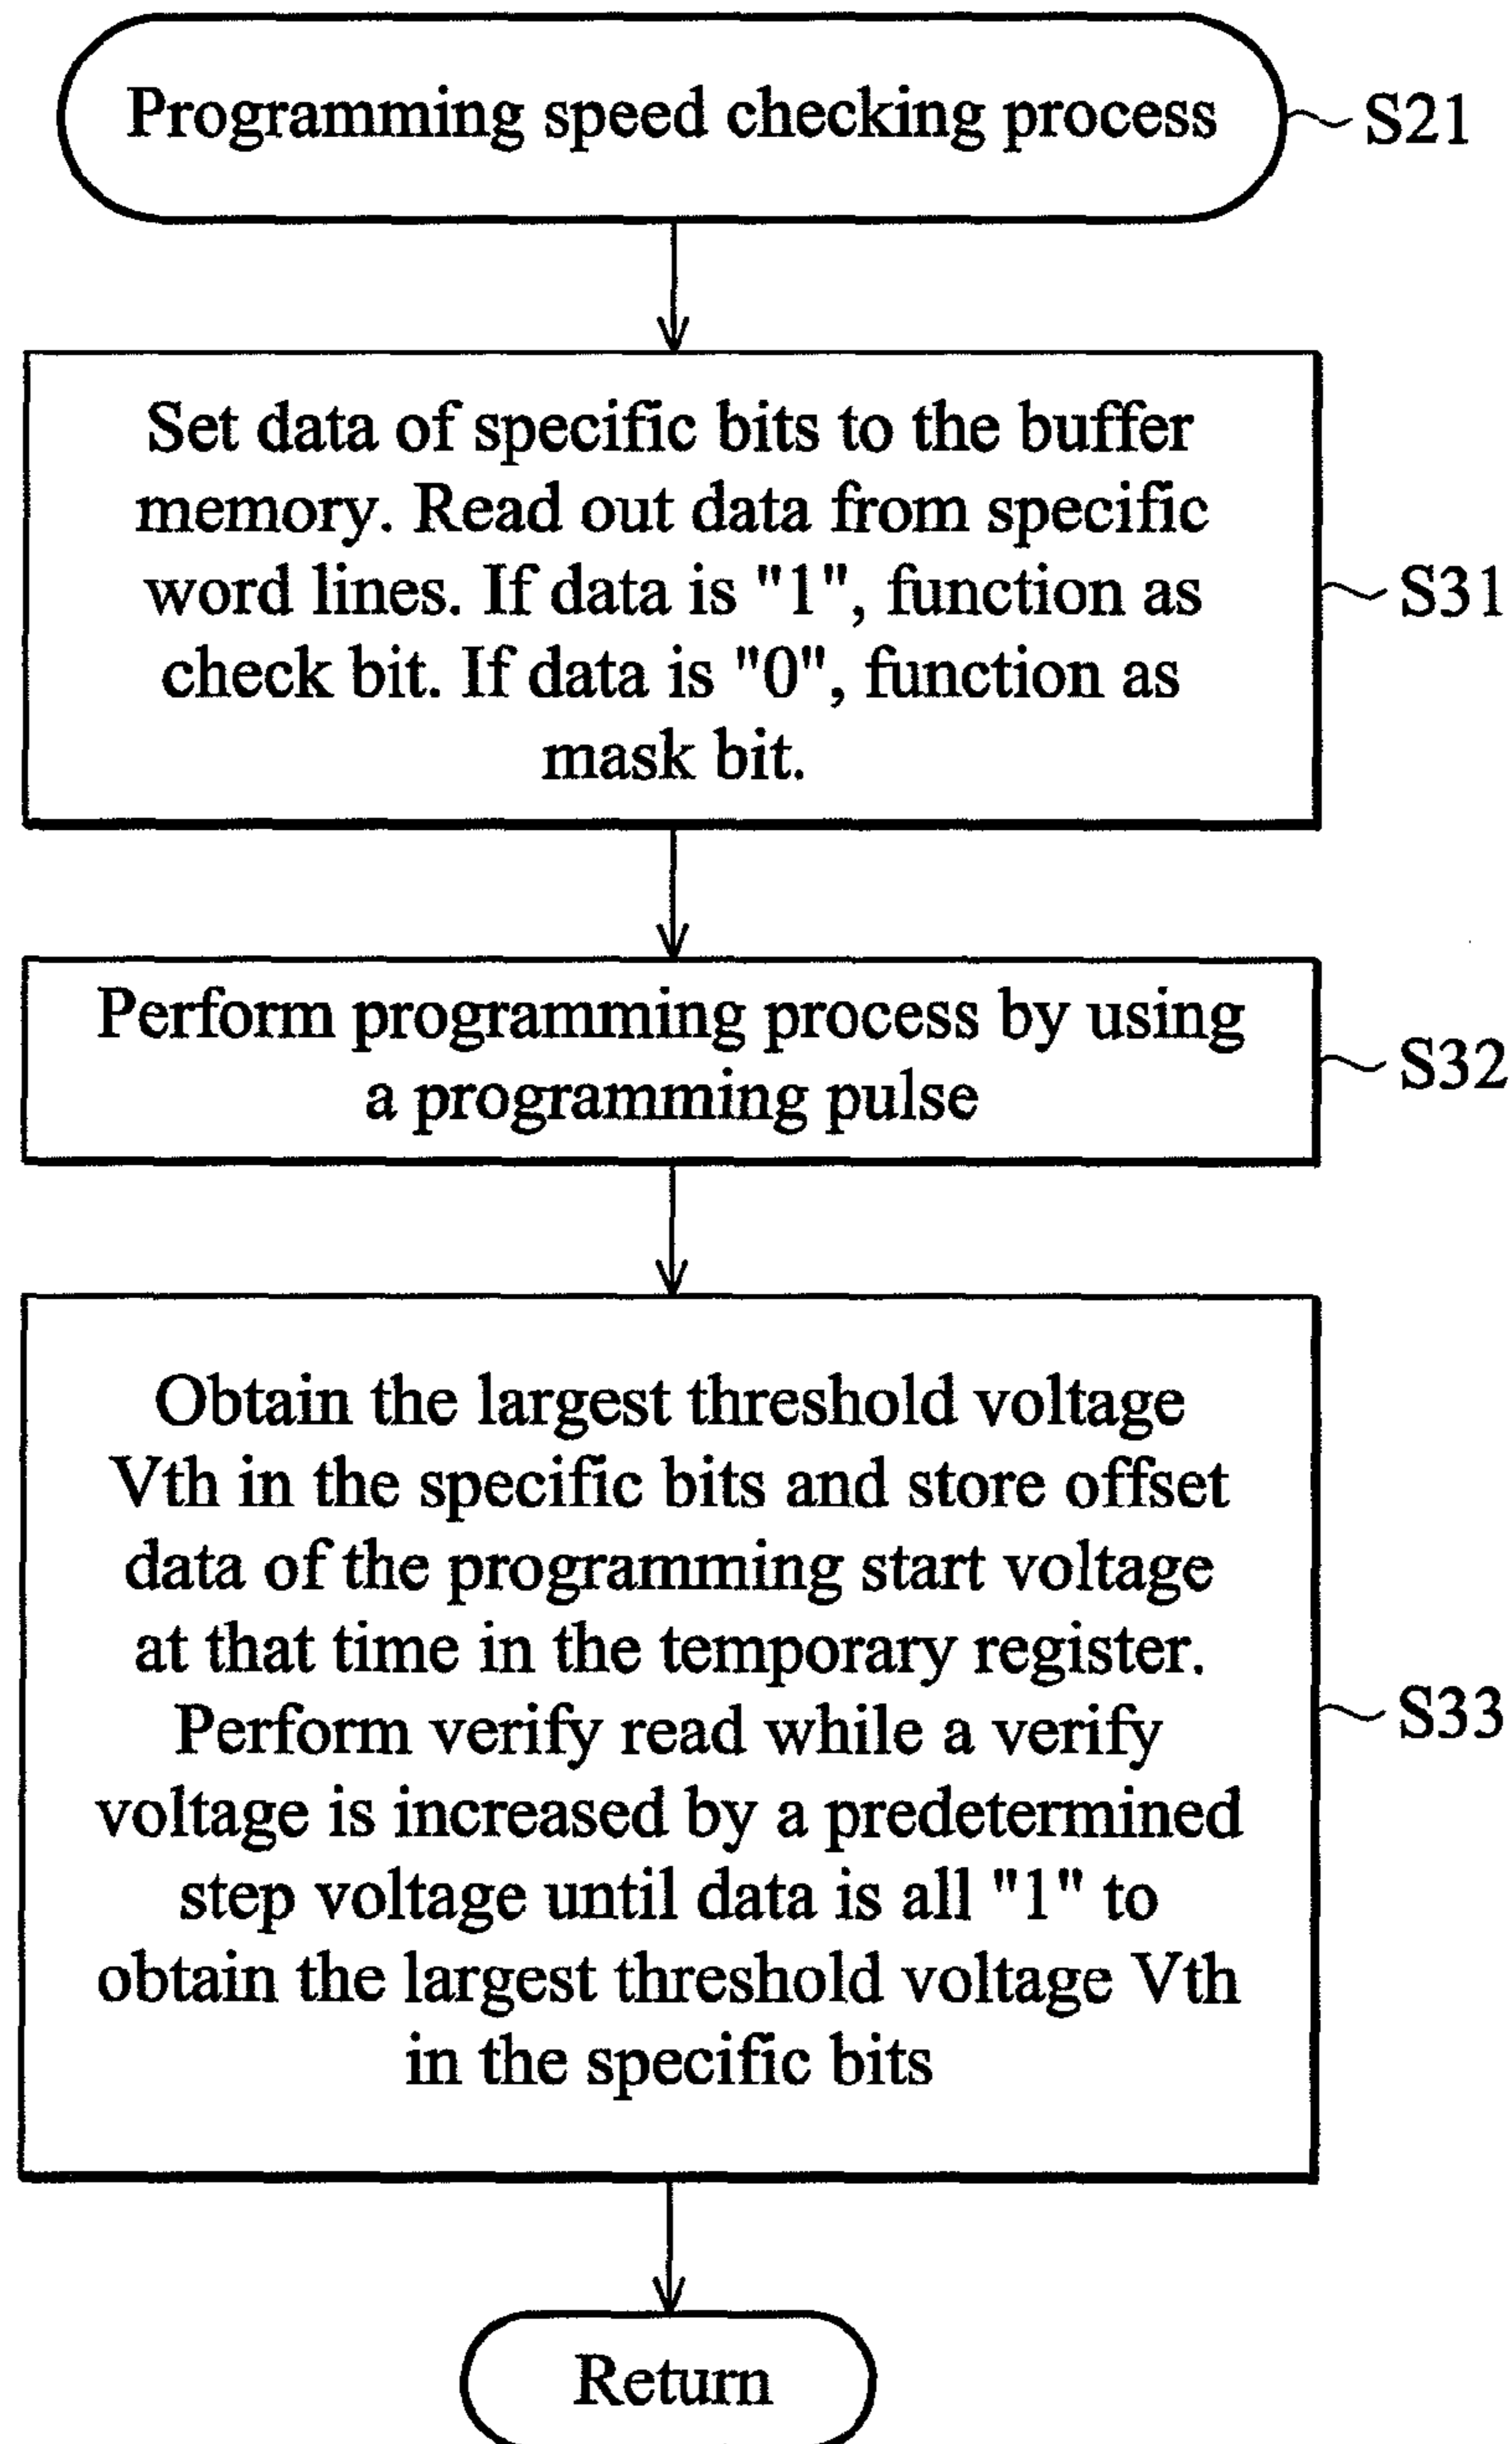 Programming speed checking process
S21
Set data of specific bits to the buffer
memory. Read out data from specific
word lines. If data is "1", function as
check bit. If data is "0", function as
mask bit.
S31
Perform programming process by using
a programming pulse
S32
Obtain the largest threshold voltage
Vth in the specific bits and store offset
data of the programming start voltage
at that time in the temporary register.
Perform verify read while a verify
voltage is increased by a predetermined
step voltage until data is all "1" to
obtain the largest threshold voltage Vth
in the specific bits
S33
Return